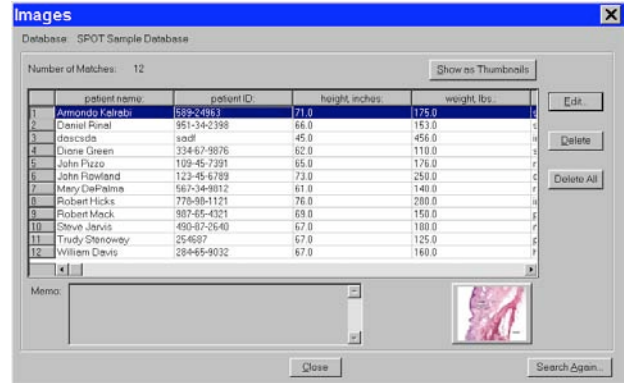 Images
Database: SPOT Sample Database
Number of Matches: 12
Show as Thumbnails
patient name: patient ID: height, inches: weight, lbs.:
1 Armondo Kalrabi 589-24963 71.0 175.0
2 Daniel Rinal 951-34-2398 66.0 153.0
3 dascsda sadf 45.0 456.0
4 Diane Green 334-67-9876 62.0 110.0
5 John Pizzo 109-45-7391 65.0 176.0
6 John Rowland 123-45-6789 73.0 250.0
7 Mary DePalma 567-34-9812 61.0 140.0
8 Robert Hicks 778-98-1121 76.0 280.0
9 Robert Mack 987-65-4321 69.0 150.0
10 Steve Jarvis 490-87-2640 67.0 180.0
11 Trudy Stenowey 254687 67.0 125.0
12 William Davis 284-65-9032 67.0 160.0
Edit..
Delete
Delete All
Memo:
Close
Search Again...